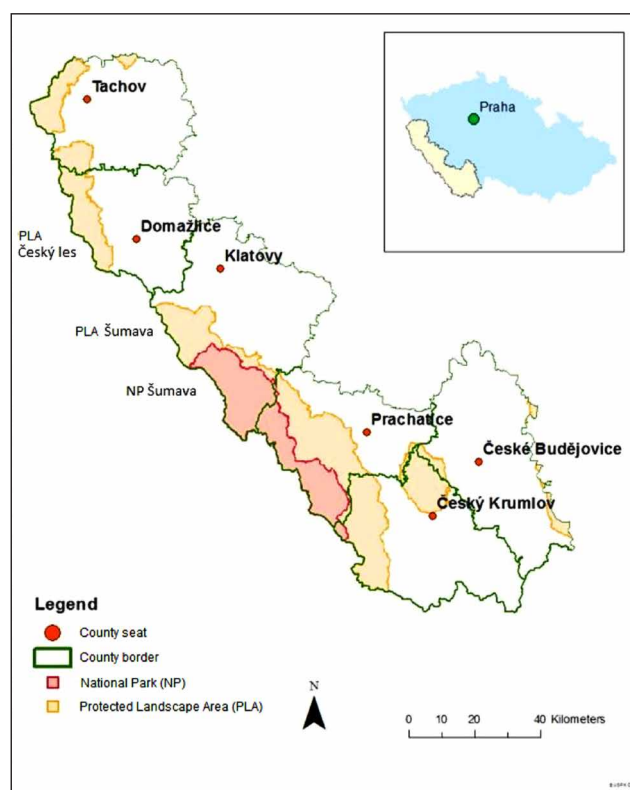 Tachov
Praha
Domažlice
PLA
Český les
Klatovy
PLA Šumava
NP Šumava
Prachatice
České Budějovice
Český Krumlov
Legend
County seat
County border
National Park (NP)
Protected Landscape Area (PLA)
N
0 10 20 40 Kilometers